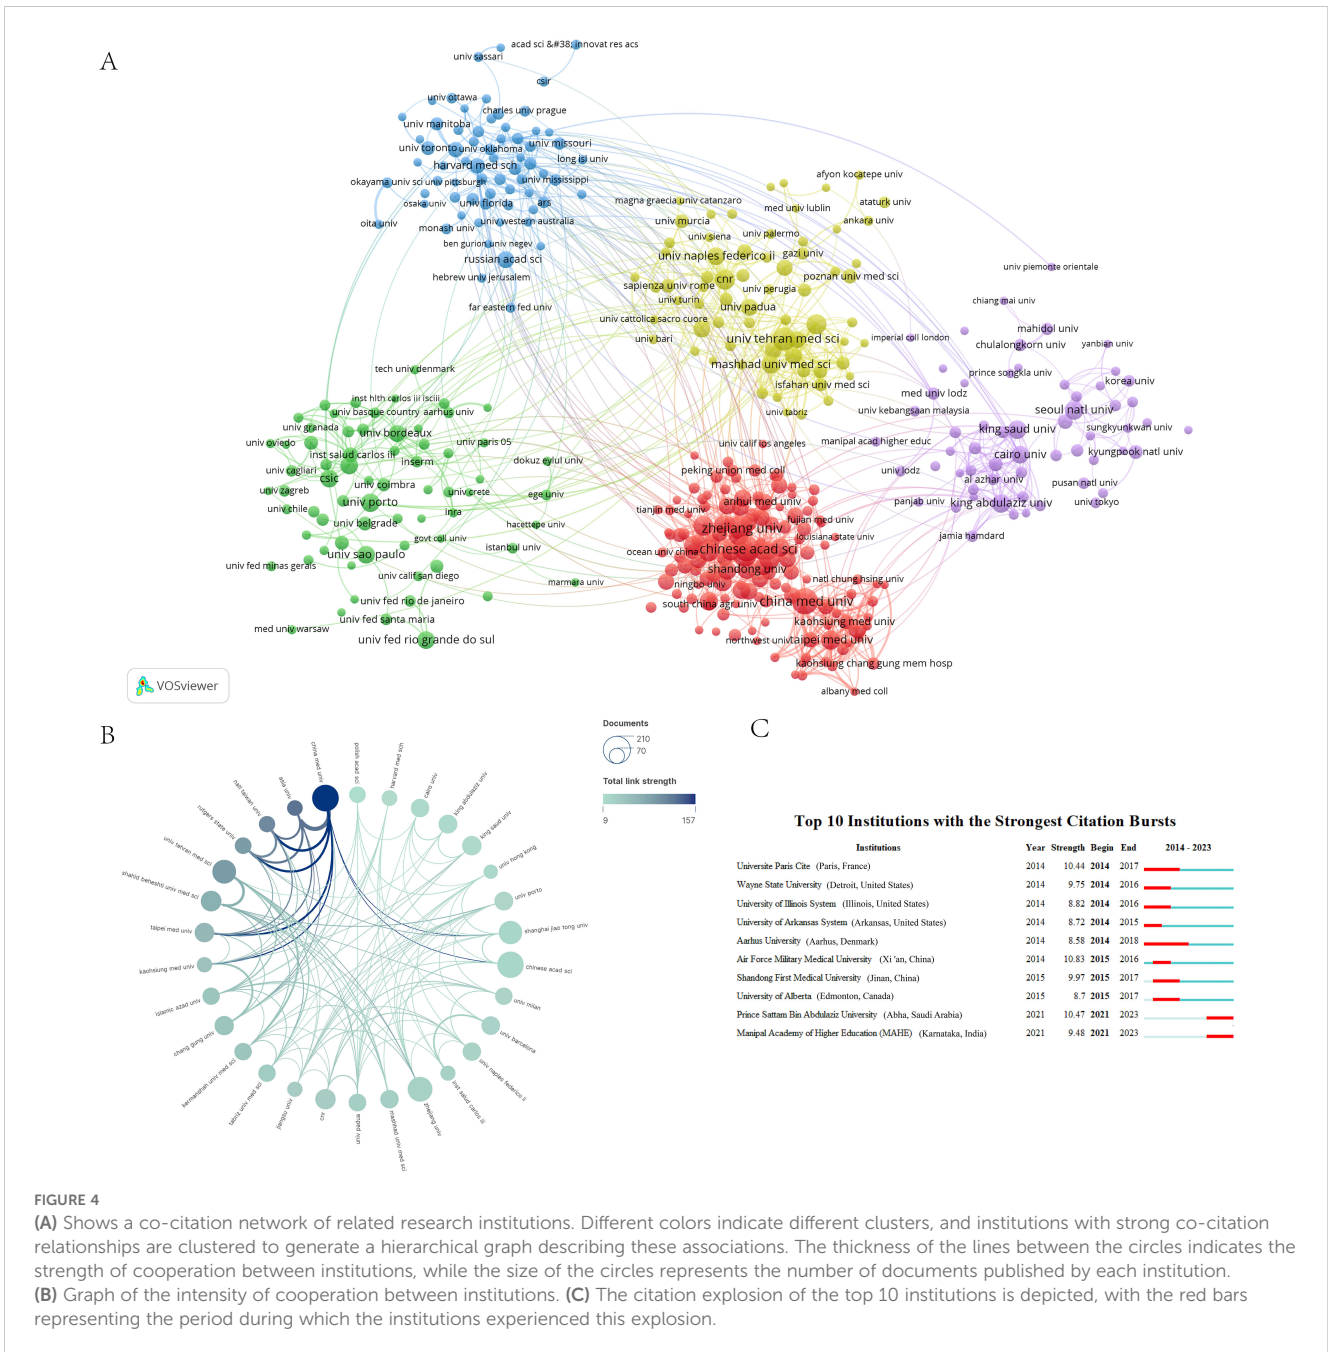 A
acad sci &#38; innovat res acs
univ sassari
csir
univ ottawa
charles univ prague
univ manitoba
univ missouri
univ toronto
univ oklahoma
long isl univ
harvard med sch
okayama univ sci
univ pittsburgh
univ mississippi
osaka univ
univ florida
ars
oita univ
univ western australia
monash univ
ben gurion univ negev
russian acad sci
hebrew univ jerusalem
far eastern fed univ
afyon kocatepe univ
magna graecia univ catanzaro
med univ lublin
ataturk univ
univ murcia
ankara univ
univ siena
univ palermo
univ naples federico ii
gazi univ
cnr
poznan univ med sci
sapienza univ rome
univ perugia
univ turin
univ padua
univ cattolica sacro cuore
univ bari
univ tehran med sci
mashhad univ med sci
isfahan univ med sci
univ tabriz
univ piemonte orientale
chiang mai univ
mahidol univ
imperial coll london
chulalongkorn univ
yanbian univ
prince songkla univ
korea univ
med univ lodz
univ kebangsaan malaysia
seoul natl univ
king saud univ
sungkyunkwan univ
manipal acad higher educ
cairo univ
kyungpook natl univ
univ lodz
al azhar univ
pusan natl univ
panjab univ
king abdulaziz univ
univ tokyo
jamia hamdard
tech univ denmark
inst hlth carlos iii isciii
univ basque country
aarhus univ
univ granada
univ bordeaux
univ oviedo
univ paris 05
inst salud carlos iii
inserm
dokuz eylul univ
univ cagliari
csic
univ coimbra
univ zagreb
univ crete
ege univ
univ chile
univ porto
inra
univ belgrade
hacettepe univ
govt coll univ
istanbul univ
univ sao paulo
univ fed minas gerais
univ calif san diego
marmara univ
univ fed rio de janeiro
univ fed santa maria
med univ warsaw
univ fed rio grande do sul
univ calif los angeles
peking union med coll
anhui med univ
tianjin med univ
fujian med univ
zhejiang univ
louisiana state univ
ocean univ china
chinese acad sci
shandong univ
natl chung hsing univ
ningbo univ
south china agr univ
china med univ
kaohsiung med univ
northwest univ
taipei med univ
kaohsiung chang gung mem hosp
albany med coll
VOSviewer
B
Documents
210
70
Total link strength
9
157
china med univ
polish acad sci
harvard med sch
cairo univ
king abdulaziz univ
king saud univ
univ hong kong
univ porto
shanghai jiao tong univ
chinese acad sci
univ milan
univ barcelona
univ naples federico ii
inst salud carlos iii
zhejiang univ
mashhad univ med sci
univ padua
cnr
jiangsu univ
tabriz univ med sci
kermanshah univ med sci
chang gung univ
islamic azad univ
kaohsiung med univ
taipei med univ
shahid beheshti univ med sci
univ tehran med sci
rutgers state univ
natl taiwan univ
asia univ
C
Top 10 Institutions with the Strongest Citation Bursts
Institutions Year Strength Begin End 2014 - 2023
Universite Paris Cite (Paris, France) 2014 10.44 2014 2017
Wayne State University (Detroit, United States) 2014 9.75 2014 2016
University of Illinois System (Illinois, United States) 2014 8.82 2014 2016
University of Arkansas System (Arkansas, United States) 2014 8.72 2014 2015
Aarhus University (Aarhus, Denmark) 2014 8.58 2014 2018
Air Force Military Medical University (Xi 'an, China) 2014 10.83 2015 2016
Shandong First Medical University (Jinan, China) 2015 9.97 2015 2017
University of Alberta (Edmonton, Canada) 2015 8.7 2015 2017
Prince Sattam Bin Abdulaziz University (Abha, Saudi Arabia) 2021 10.47 2021 2023
Manipal Academy of Higher Education (MAHE) (Karnataka, India) 2021 9.48 2021 2023
FIGURE 4
(A) Shows a co-citation network of related research institutions. Different colors indicate different clusters, and institutions with strong co-citation
relationships are clustered to generate a hierarchical graph describing these associations. The thickness of the lines between the circles indicates the
strength of cooperation between institutions, while the size of the circles represents the number of documents published by each institution.
(B) Graph of the intensity of cooperation between institutions. (C) The citation explosion of the top 10 institutions is depicted, with the red bars
representing the period during which the institutions experienced this explosion.